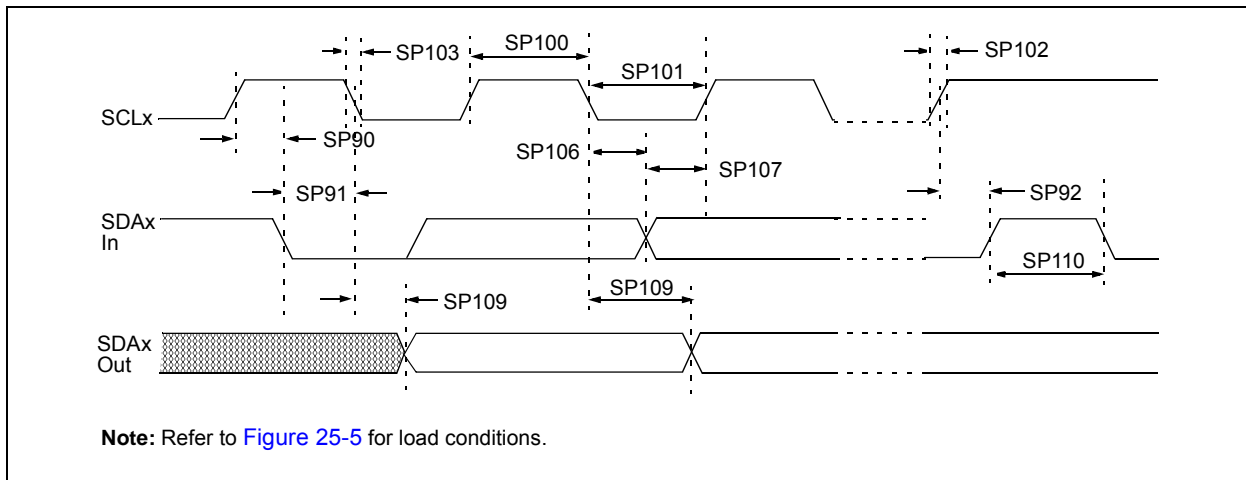 SP103
SP100
SP102
SP101
SCLx
SP90
SP106
SP107
SP91
SP92
SDAx
In
SP110
SP109
SP109
SDAx
Out
Note: Refer to Figure 25-5 for load conditions.